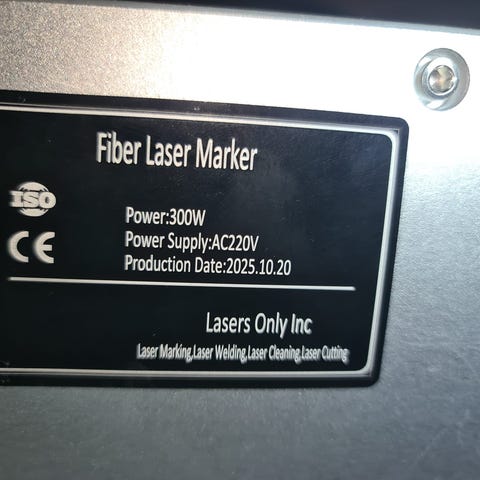 Fiber Laser Marker
ISO
Power:300W
CE
Power Supply:AC220V
Production Date:2025.10.20
Lasers Only Inc
Laser Marking,Laser Welding,Laser Cleaning,Laser Cutting